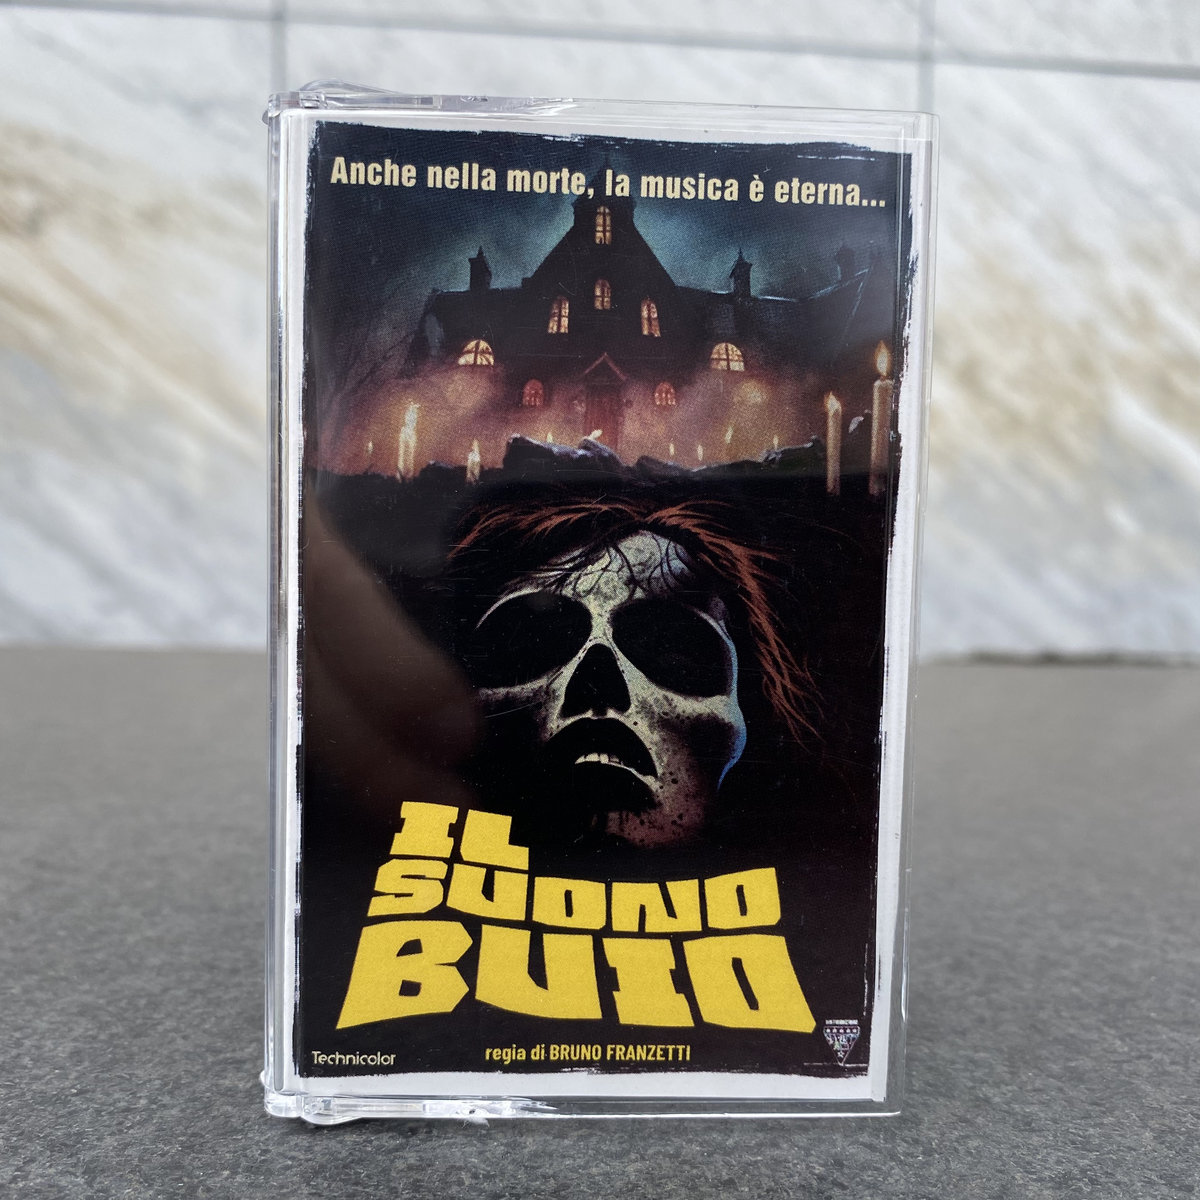 Anche nella morte, la musica è eterna...
IL
SUONO
BUIO
Technicolor
regia di BRUNO FRANZETTI